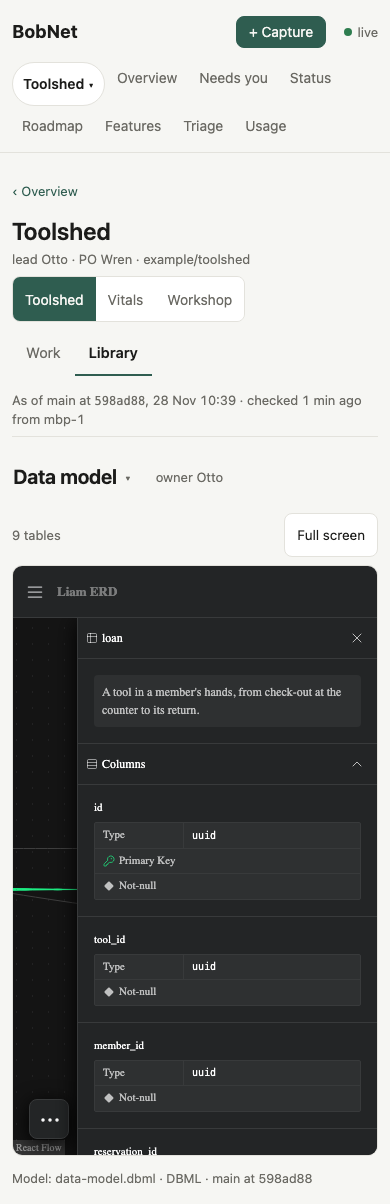 BobNet
+ Capture
live
Toolshed ▾
Overview
Needs you
Status
Roadmap
Features
Triage
Usage
‹ Overview
Toolshed
lead Otto · PO Wren · example/toolshed
Toolshed
Vitals
Workshop
Work
Library
As of main at 598ad88, 28 Nov 10:39 · checked 1 min ago
from mbp-1
Data model ▾
owner Otto
9 tables
Full screen
Liam ERD
loan
A tool in a member's hands, from check-out at the
counter to its return.
Columns
id
Type
uuid
Primary Key
Not-null
tool_id
Type
uuid
Not-null
member_id
Type
uuid
Not-null
reservation_id
React Flow
Model: data-model.dbml · DBML · main at 598ad88